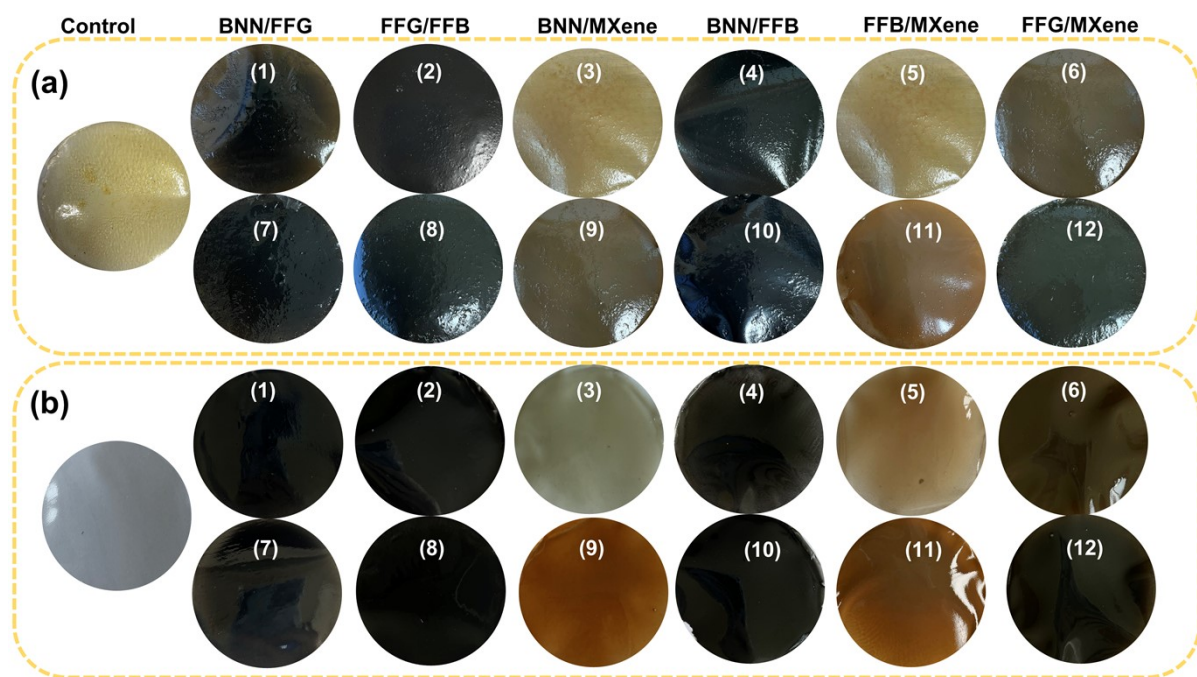 Control BNN/FFG FFG/FFB BNN/MXene BNN/FFB FFB/MXene FFG/MXene
(a)
(1) (2) (3) (4) (5) (6)
(7) (8) (9) (10) (11) (12)
(b)
(1) (2) (3) (4) (5) (6)
(7) (8) (9) (10) (11) (12)